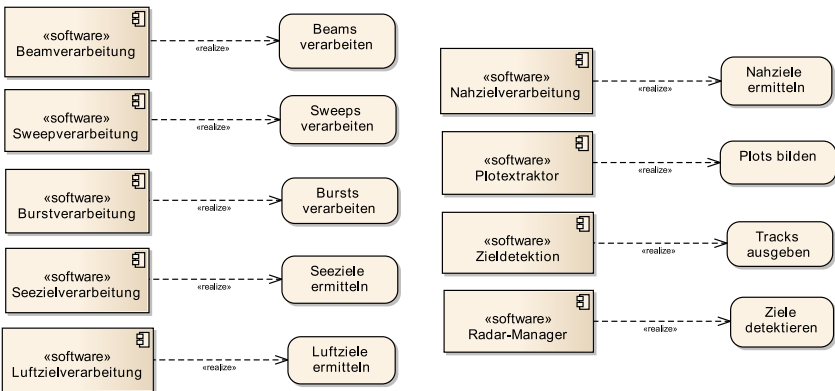 «software»
Beamverarbeitung
«realize»
Beams
verarbeiten
«software»
Sweepverarbeitung
«realize»
Sweeps
verarbeiten
«software»
Burstverarbeitung
«realize»
Bursts
verarbeiten
«software»
Seezielverarbeitung
«realize»
Seeziele
ermitteln
«software»
Luftzielverarbeitung
«realize»
Luftziele
ermitteln
«software»
Nahzielverarbeitung
«realize»
Nahziele
ermitteln
«software»
Plotextraktor
«realize»
Plots bilden
«software»
Zieldetektion
«realize»
Tracks
ausgeben
«software»
Radar-Manager
«realize»
Ziele
detektieren